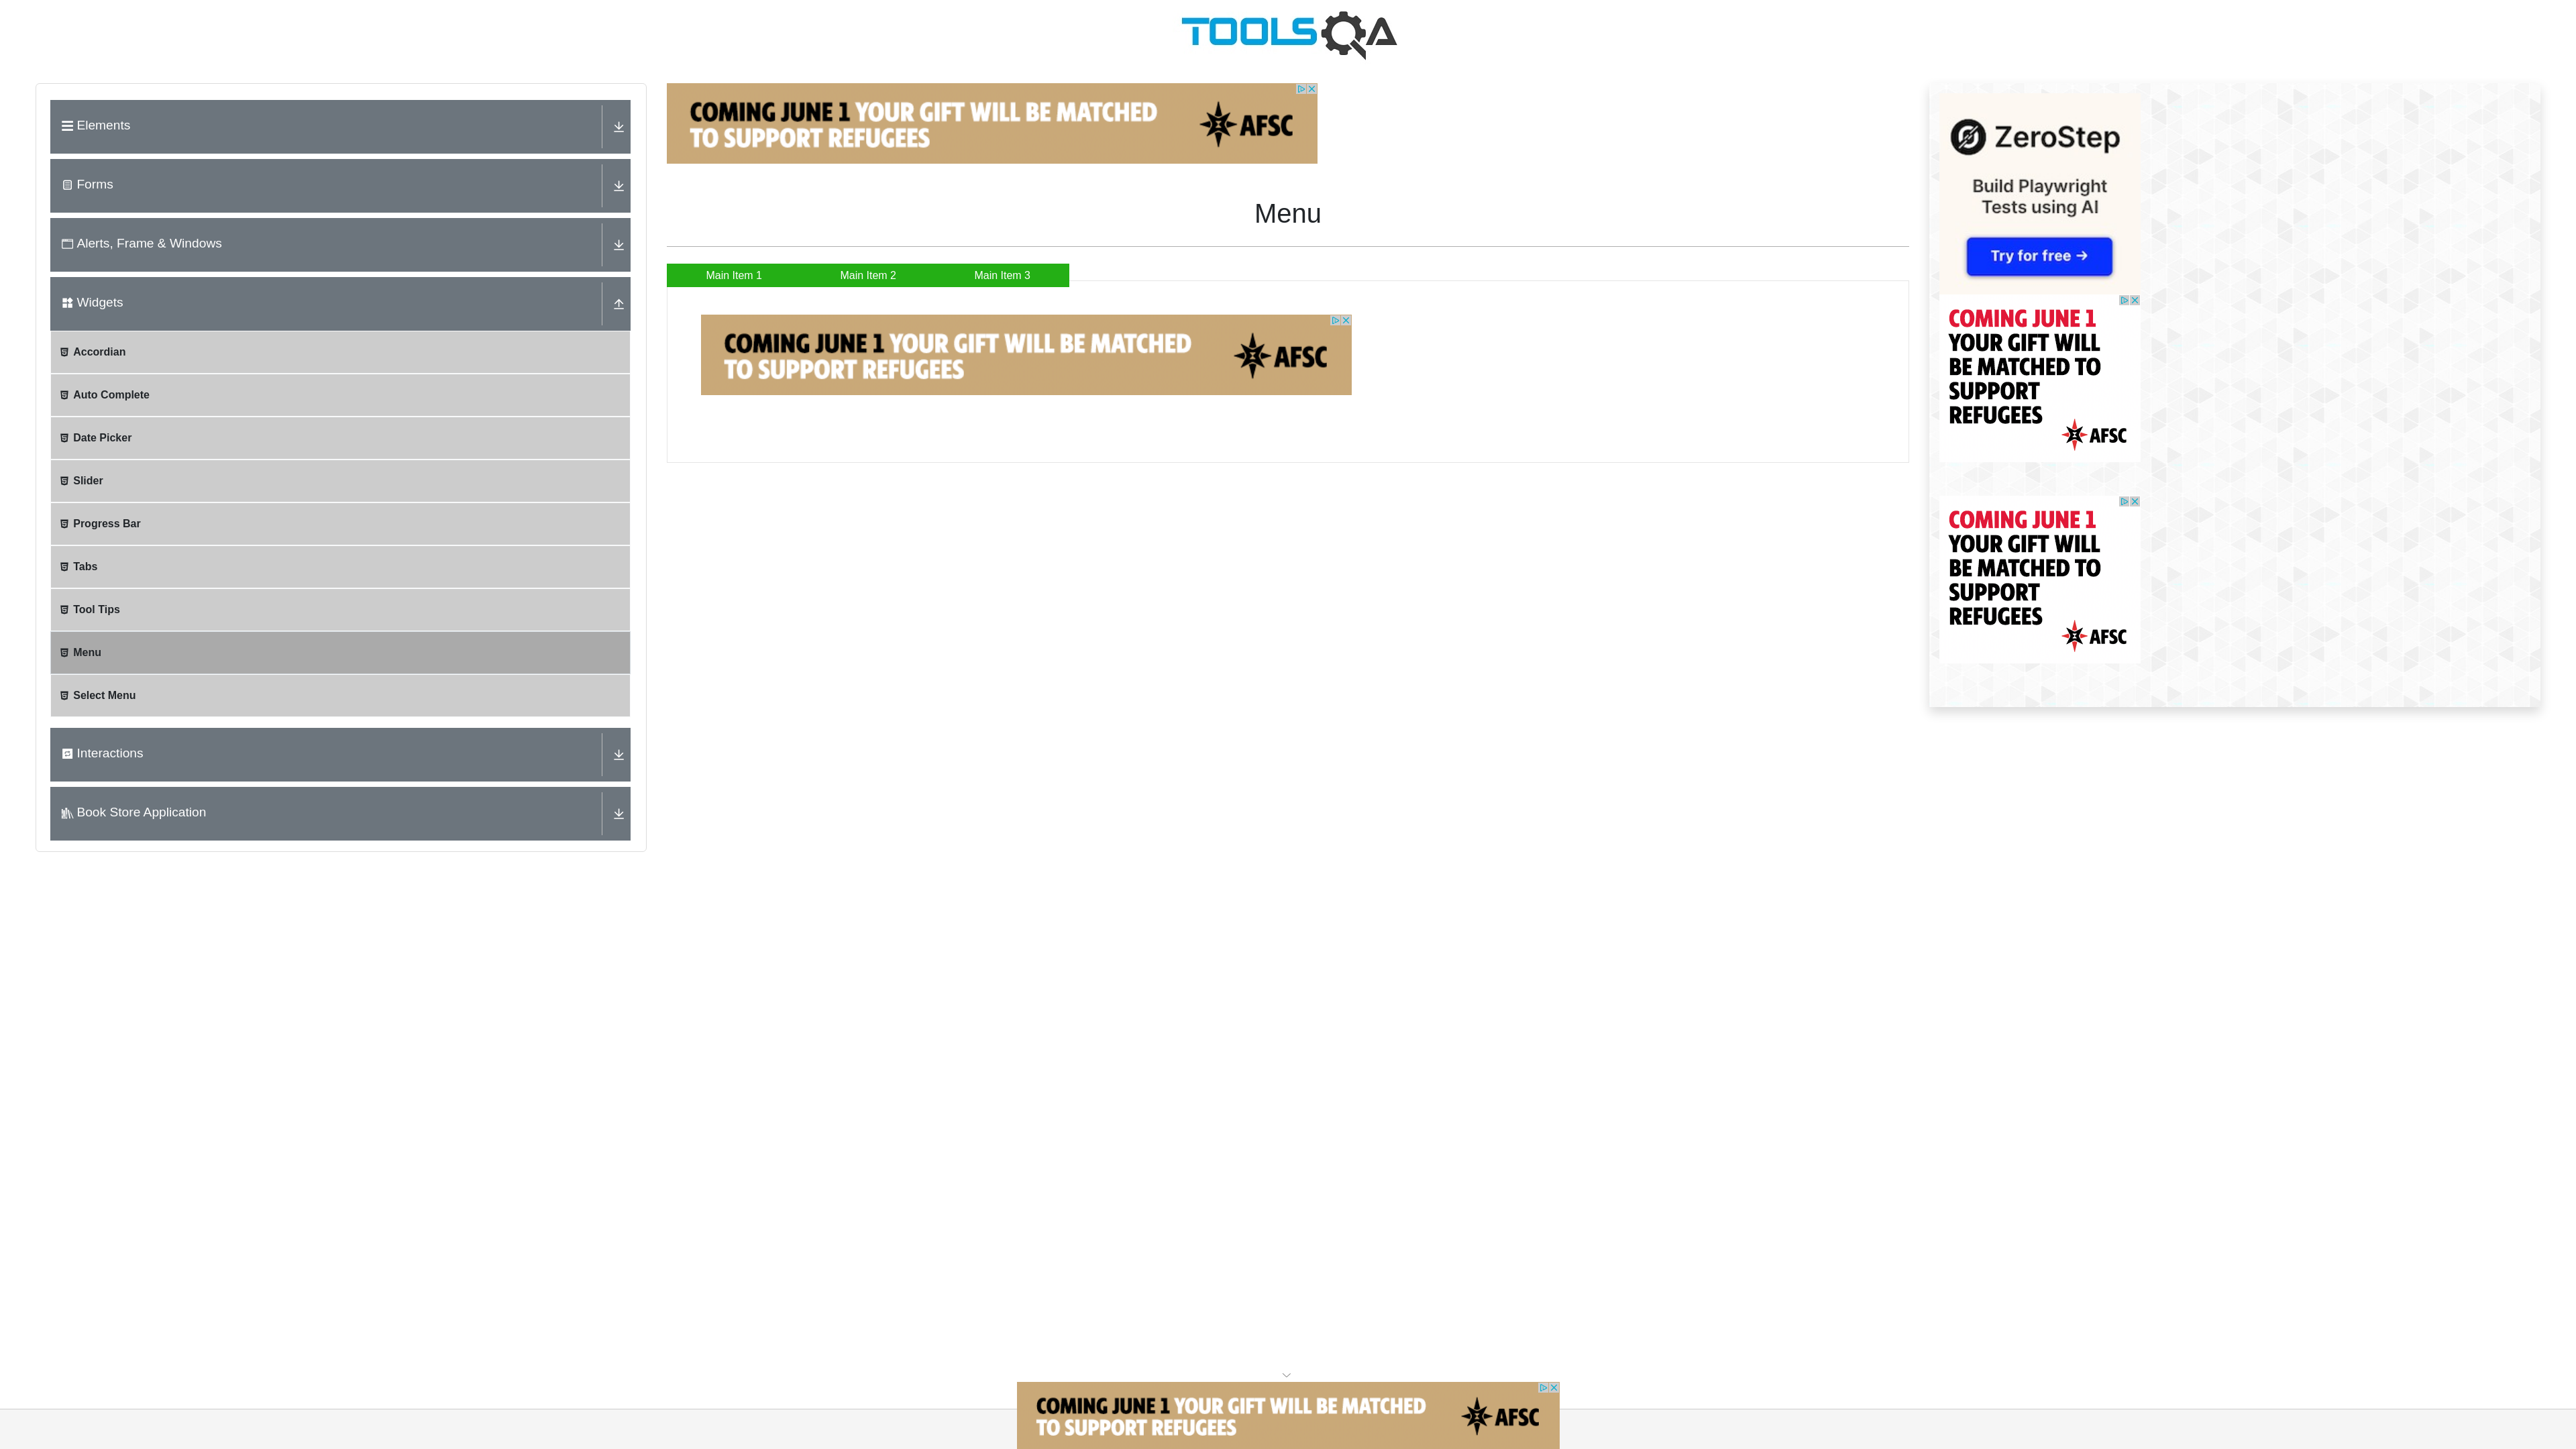 TOOLSQA
Elements
Forms
Alerts, Frame & Windows
Widgets
Accordian
Auto Complete
Date Picker
Slider
Progress Bar
Tabs
Tool Tips
Menu
Select Menu
Interactions
Book Store Application
COMING JUNE 1 YOUR GIFT WILL BE MATCHED
TO SUPPORT REFUGEES
AFSC
Menu
Main Item 1
Main Item 2
Main Item 3
COMING JUNE 1 YOUR GIFT WILL BE MATCHED
TO SUPPORT REFUGEES
AFSC
ZeroStep
Build Playwright
Tests using AI
Try for free →
COMING JUNE 1
YOUR GIFT WILL
BE MATCHED TO
SUPPORT
REFUGEES
AFSC
COMING JUNE 1
YOUR GIFT WILL
BE MATCHED TO
SUPPORT
REFUGEES
AFSC
COMING JUNE 1 YOUR GIFT WILL BE MATCHED
TO SUPPORT REFUGEES
AFSC